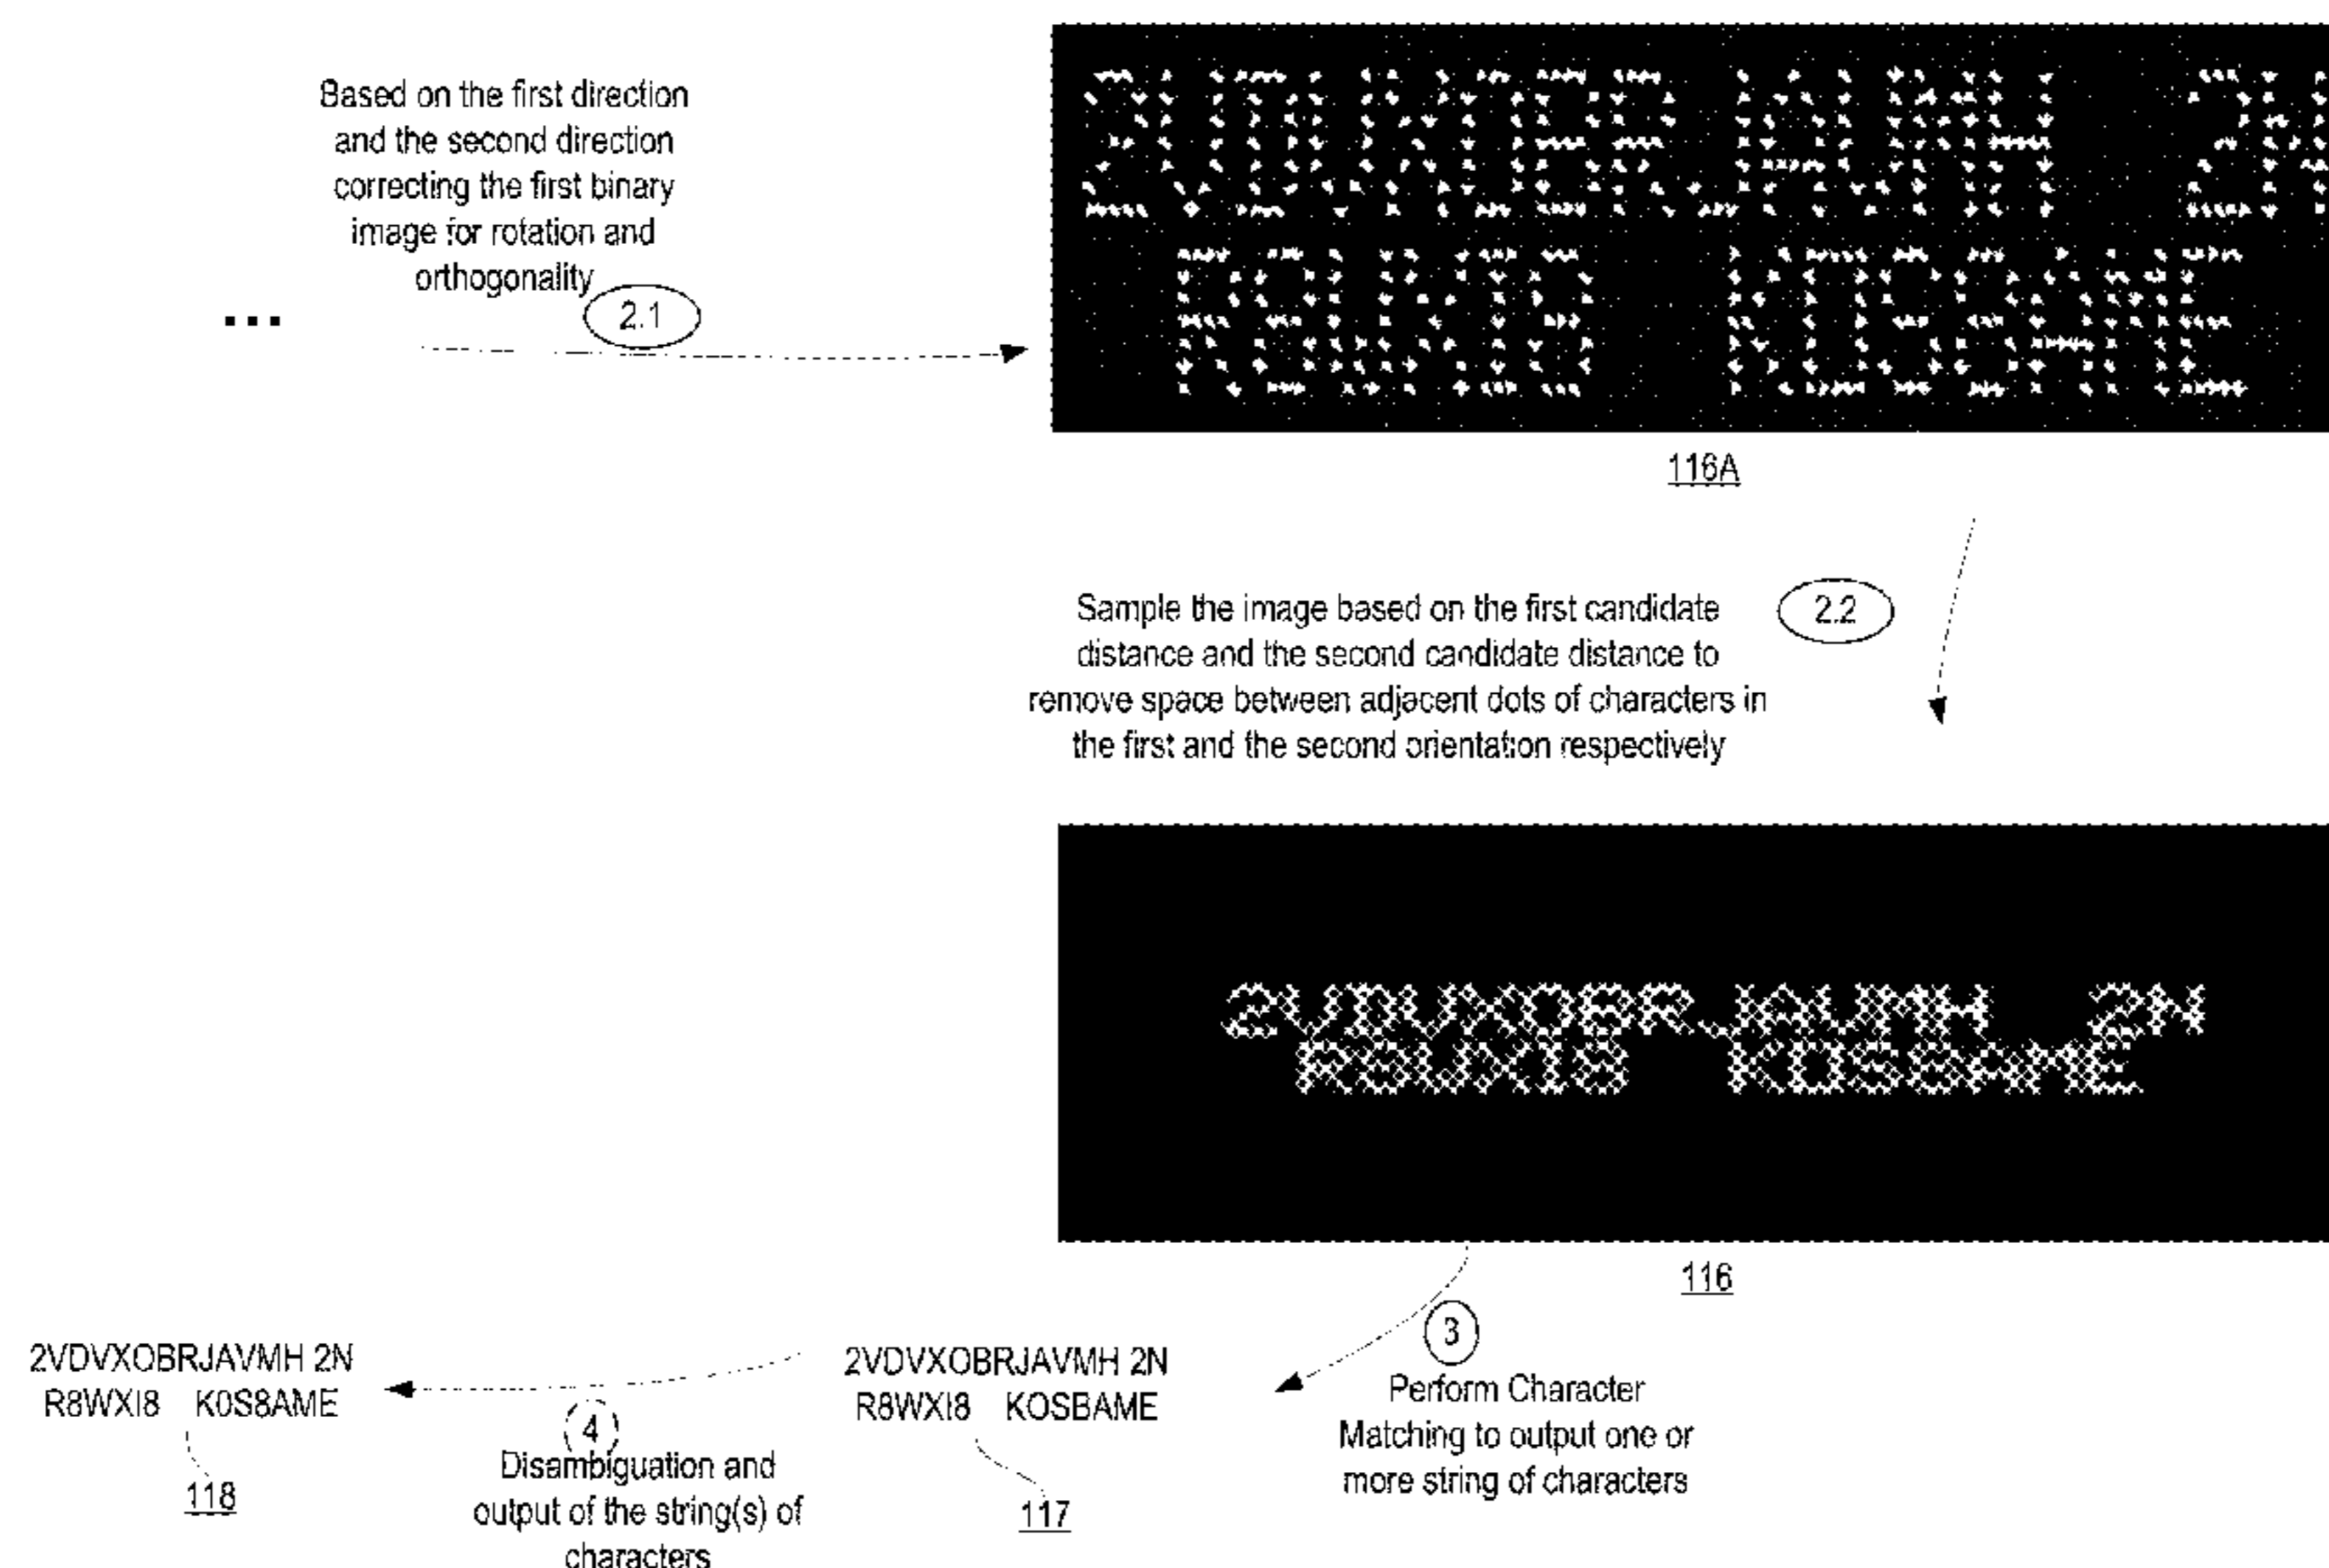 Based on the first direction
and the second direction
correcting the first binary
image for rotation and
orthogonality
...
2.1
116A
Sample the image based on the first candidate
distance and the second candidate distance to
remove space between adjacent dots of characters in
the first and the second orientation respectively
2.2
2VDVXOBRJAVMH 2N
R8WXI8 K0S8AME
116
3
Perform Character
Matching to output one or
more string of characters
2VDVXOBRJAVMH 2N
R8WXI8 KOSBAME
117
4
Disambiguation and
output of the string(s) of
characters
2VDVXOBRJAVMH 2N
R8WXI8 K0S8AME
118